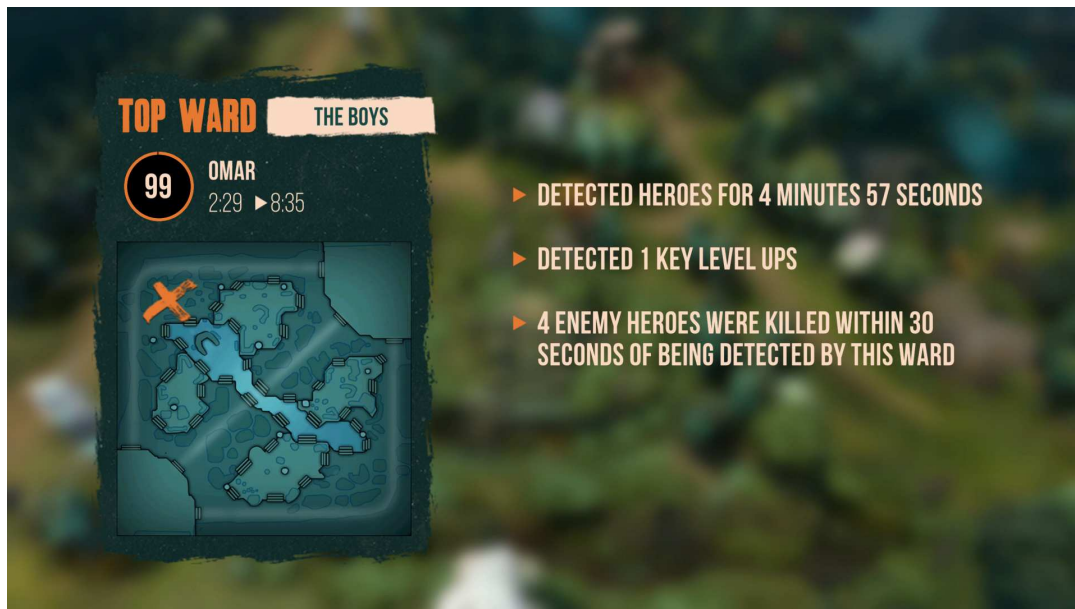 TOP WARD
THE BOYS
99
OMAR
2:29 ▶ 8:35
DETECTED HEROES FOR 4 MINUTES 57 SECONDS
DETECTED 1 KEY LEVEL UPS
4 ENEMY HEROES WERE KILLED WITHIN 30
SECONDS OF BEING DETECTED BY THIS WARD